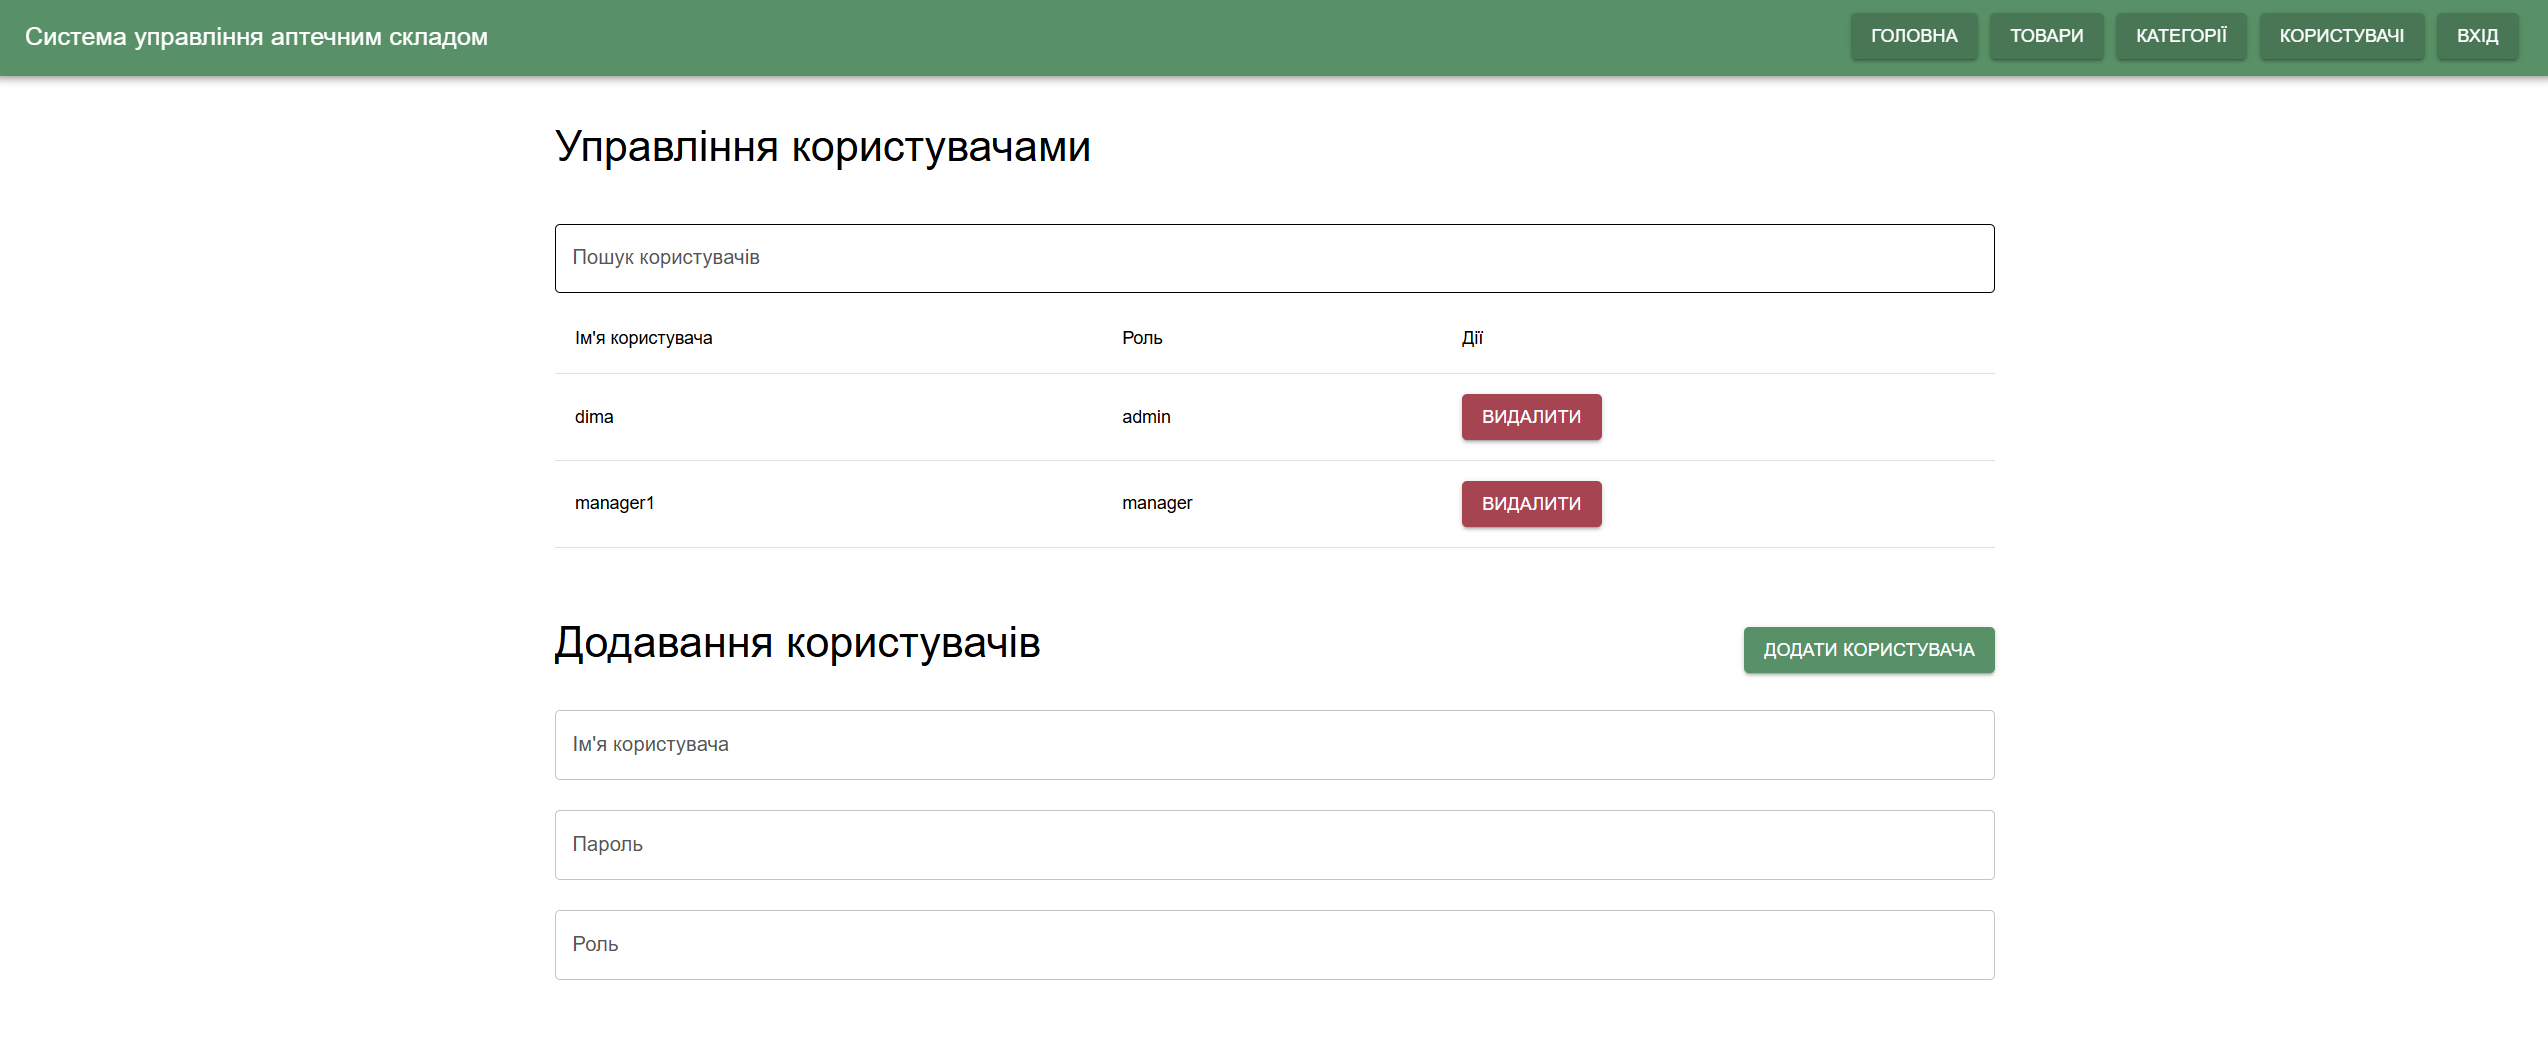 Система управління аптечним складом
ГОЛОВНА ТОВАРИ КАТЕГОРІЇ КОРИСТУВАЧІ ВХІД
Управління користувачами
Пошук користувачів
Ім'я користувача Роль Дії
dima admin ВИДАЛИТИ
manager1 manager ВИДАЛИТИ
Додавання користувачів
ДОДАТИ КОРИСТУВАЧА
Ім'я користувача
Пароль
Роль